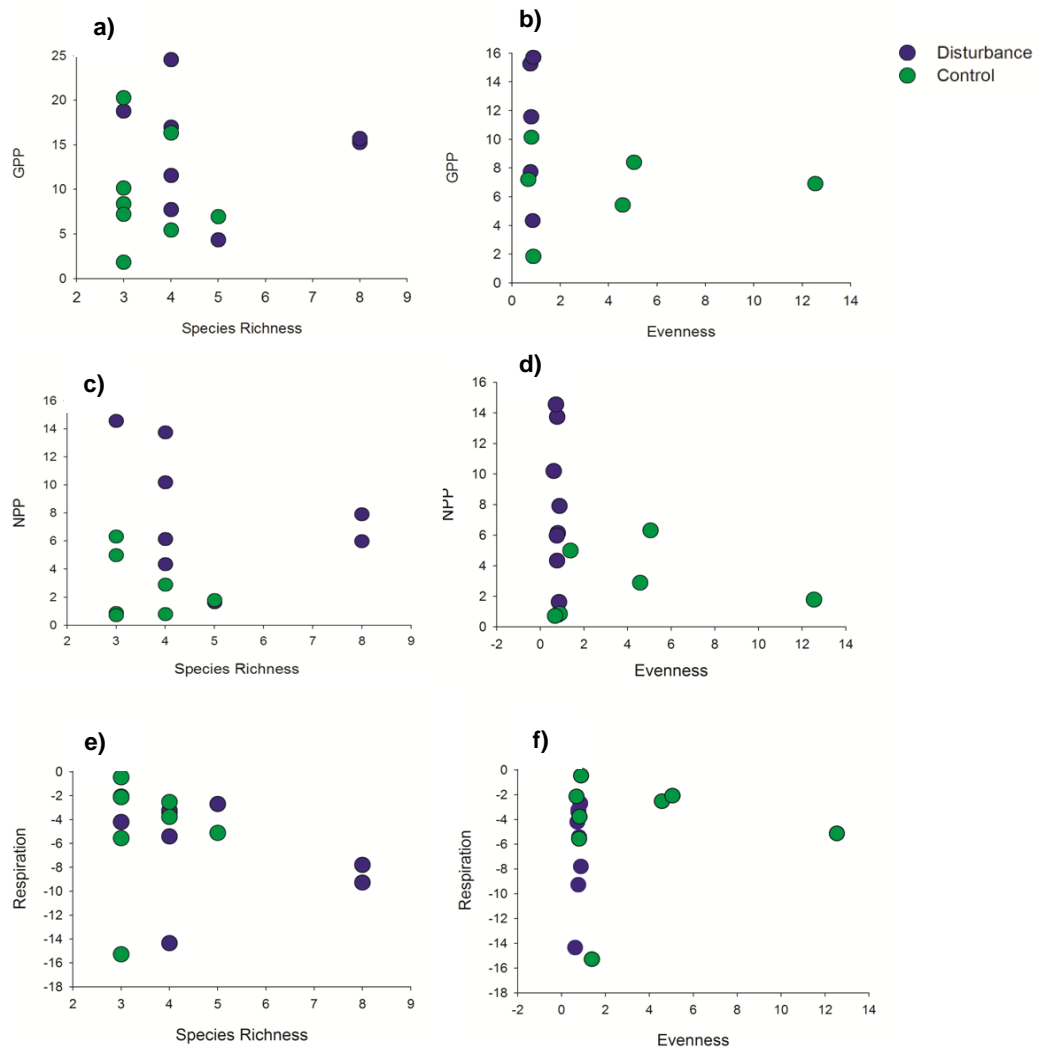 a)
25
20
15
10
5
0
GPP
2 3 4 5 6 7 8 9
Species Richness
b)
16
14
12
10
8
6
4
2
0
GPP
0 2 4 6 8 10 12 14
Evenness
Disturbance
Control
c)
16
14
12
10
8
6
4
2
0
NPP
2 3 4 5 6 7 8 9
Species Richness
d)
16
14
12
10
8
6
4
2
0
NPP
-2 0 2 4 6 8 10 12 14
Evenness
e)
0
-2
-4
-6
-8
-10
-12
-14
-16
-18
Respiration
2 3 4 5 6 7 8 9
Species Richness
f)
0
-2
-4
-6
-8
-10
-12
-14
-16
-18
Respiration
-2 0 2 4 6 8 10 12 14
Evenness